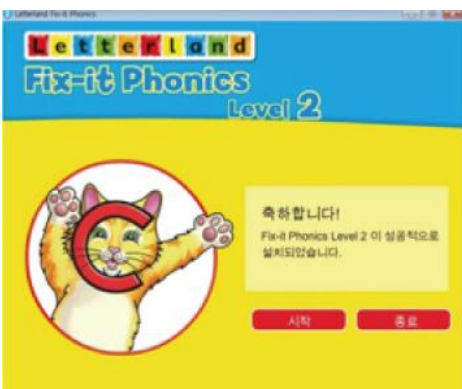 Letterland Fix-it Phonics
Letterland
Fix-it Phonics
Level 2
C
축하합니다!
Fix-it Phonics Level 2 이 성공적으로
설치되었습니다.
시작
종료